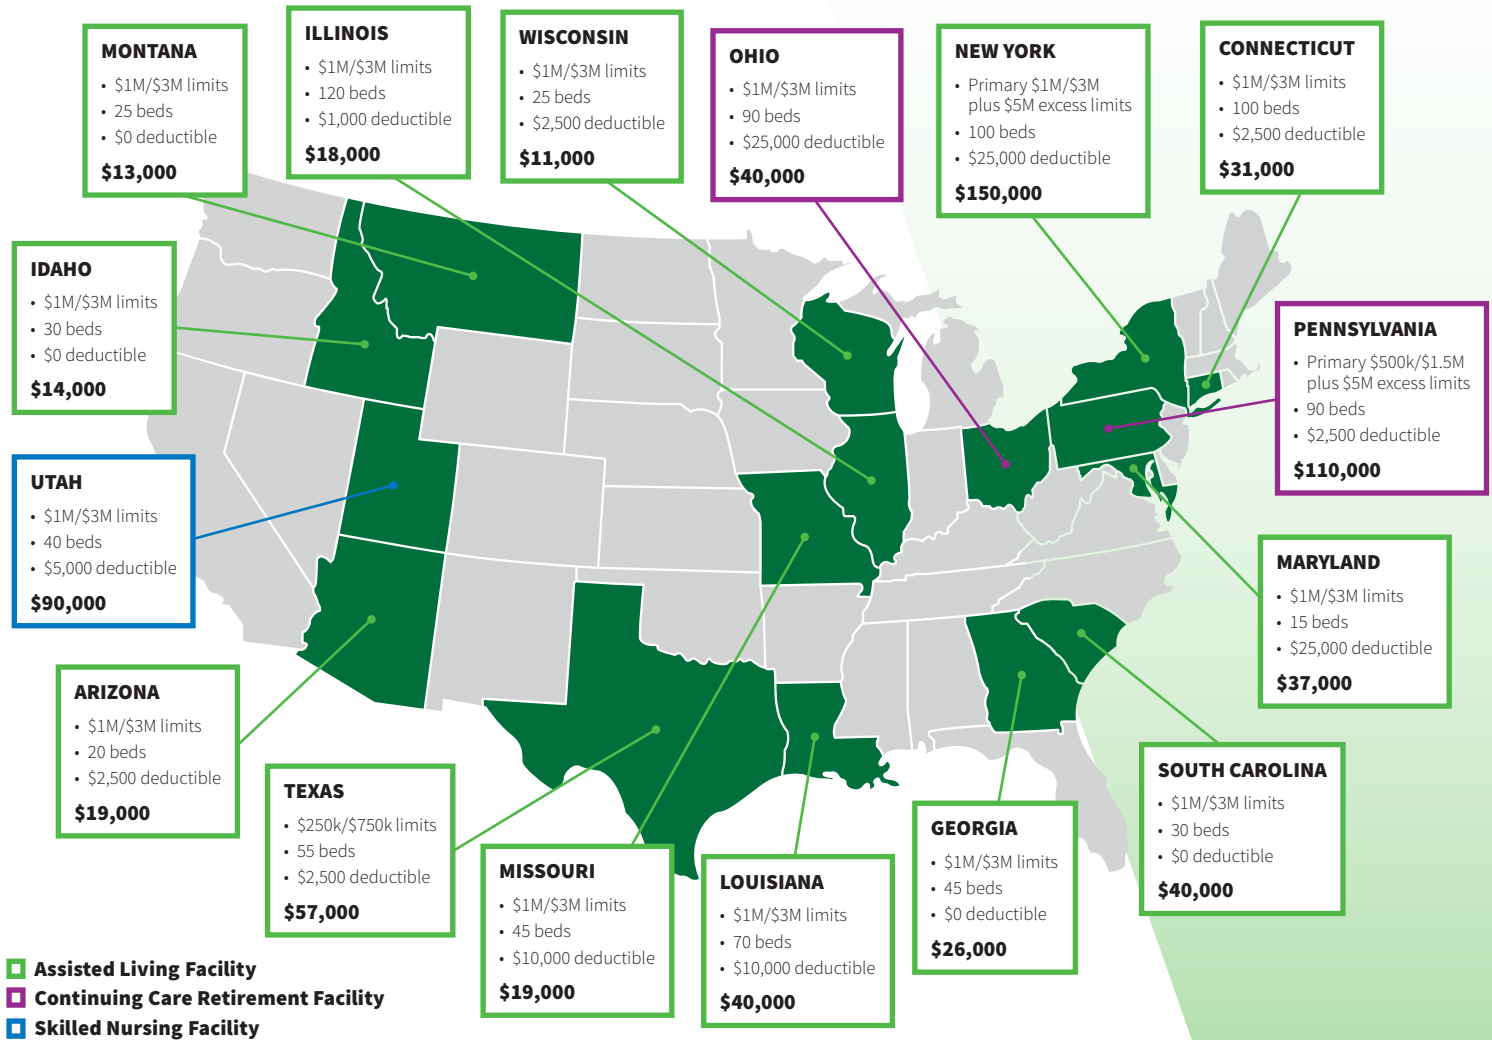 MONTANA
• $1M/$3M limits
• 25 beds
• $0 deductible
$13,000
ILLINOIS
• $1M/$3M limits
• 120 beds
• $1,000 deductible
$18,000
WISCONSIN
• $1M/$3M limits
• 25 beds
• $2,500 deductible
$11,000
OHIO
• $1M/$3M limits
• 90 beds
• $25,000 deductible
$40,000
NEW YORK
• Primary $1M/$3M
plus $5M excess limits
• 100 beds
• $25,000 deductible
$150,000
CONNECTICUT
• $1M/$3M limits
• 100 beds
• $2,500 deductible
$31,000
IDAHO
• $1M/$3M limits
• 30 beds
• $0 deductible
$14,000
PENNSYLVANIA
• Primary $500k/$1.5M
plus $5M excess limits
• 90 beds
• $2,500 deductible
$110,000
UTAH
• $1M/$3M limits
• 40 beds
• $5,000 deductible
$90,000
MARYLAND
• $1M/$3M limits
• 15 beds
• $25,000 deductible
$37,000
ARIZONA
• $1M/$3M limits
• 20 beds
• $2,500 deductible
$19,000
TEXAS
• $250k/$750k limits
• 55 beds
• $2,500 deductible
$57,000
MISSOURI
• $1M/$3M limits
• 45 beds
• $10,000 deductible
$19,000
LOUISIANA
• $1M/$3M limits
• 70 beds
• $10,000 deductible
$40,000
GEORGIA
• $1M/$3M limits
• 45 beds
• $0 deductible
$26,000
SOUTH CAROLINA
• $1M/$3M limits
• 30 beds
• $0 deductible
$40,000
Assisted Living Facility
Continuing Care Retirement Facility
Skilled Nursing Facility